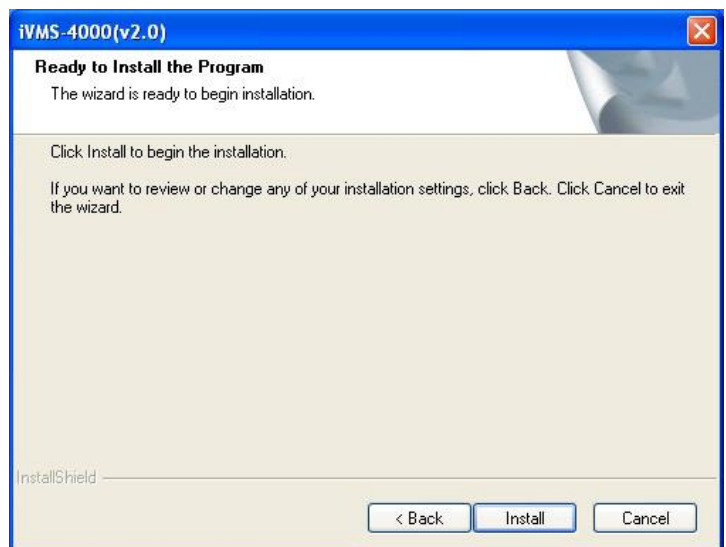 iVMS-4000(v2.0)
Ready to Install the Program
The wizard is ready to begin installation.
Click Install to begin the installation.
If you want to review or change any of your installation settings, click Back. Click Cancel to exit
the wizard.
InstallShield
< Back Install Cancel